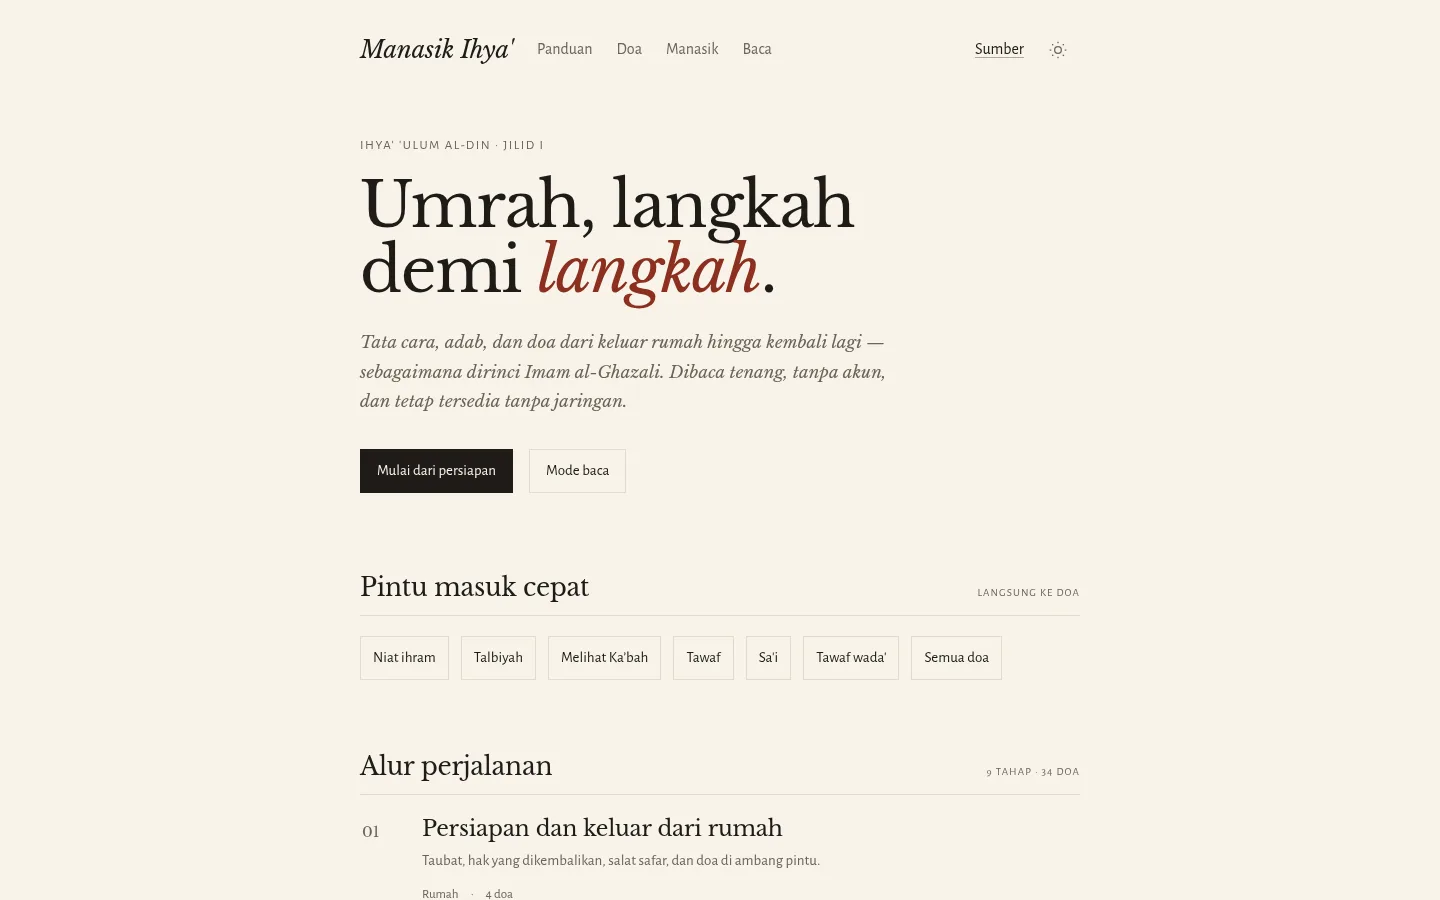 Manasik Ihya'
Panduan
Doa
Manasik
Baca
Sumber
IHYA' 'ULUM AL-DIN · JILID I
Umrah, langkah
demi langkah.
Tata cara, adab, dan doa dari keluar rumah hingga kembali lagi —
sebagaimana dirinci Imam al-Ghazali. Dibaca tenang, tanpa akun,
dan tetap tersedia tanpa jaringan.
Mulai dari persiapan
Mode baca
Pintu masuk cepat
LANGSUNG KE DOA
Niat ihram
Talbiyah
Melihat Ka'bah
Tawaf
Sa'i
Tawaf wada'
Semua doa
Alur perjalanan
9 TAHAP · 34 DOA
01
Persiapan dan keluar dari rumah
Taubat, hak yang dikembalikan, salat safar, dan doa di ambang pintu.
Rumah · 4 doa